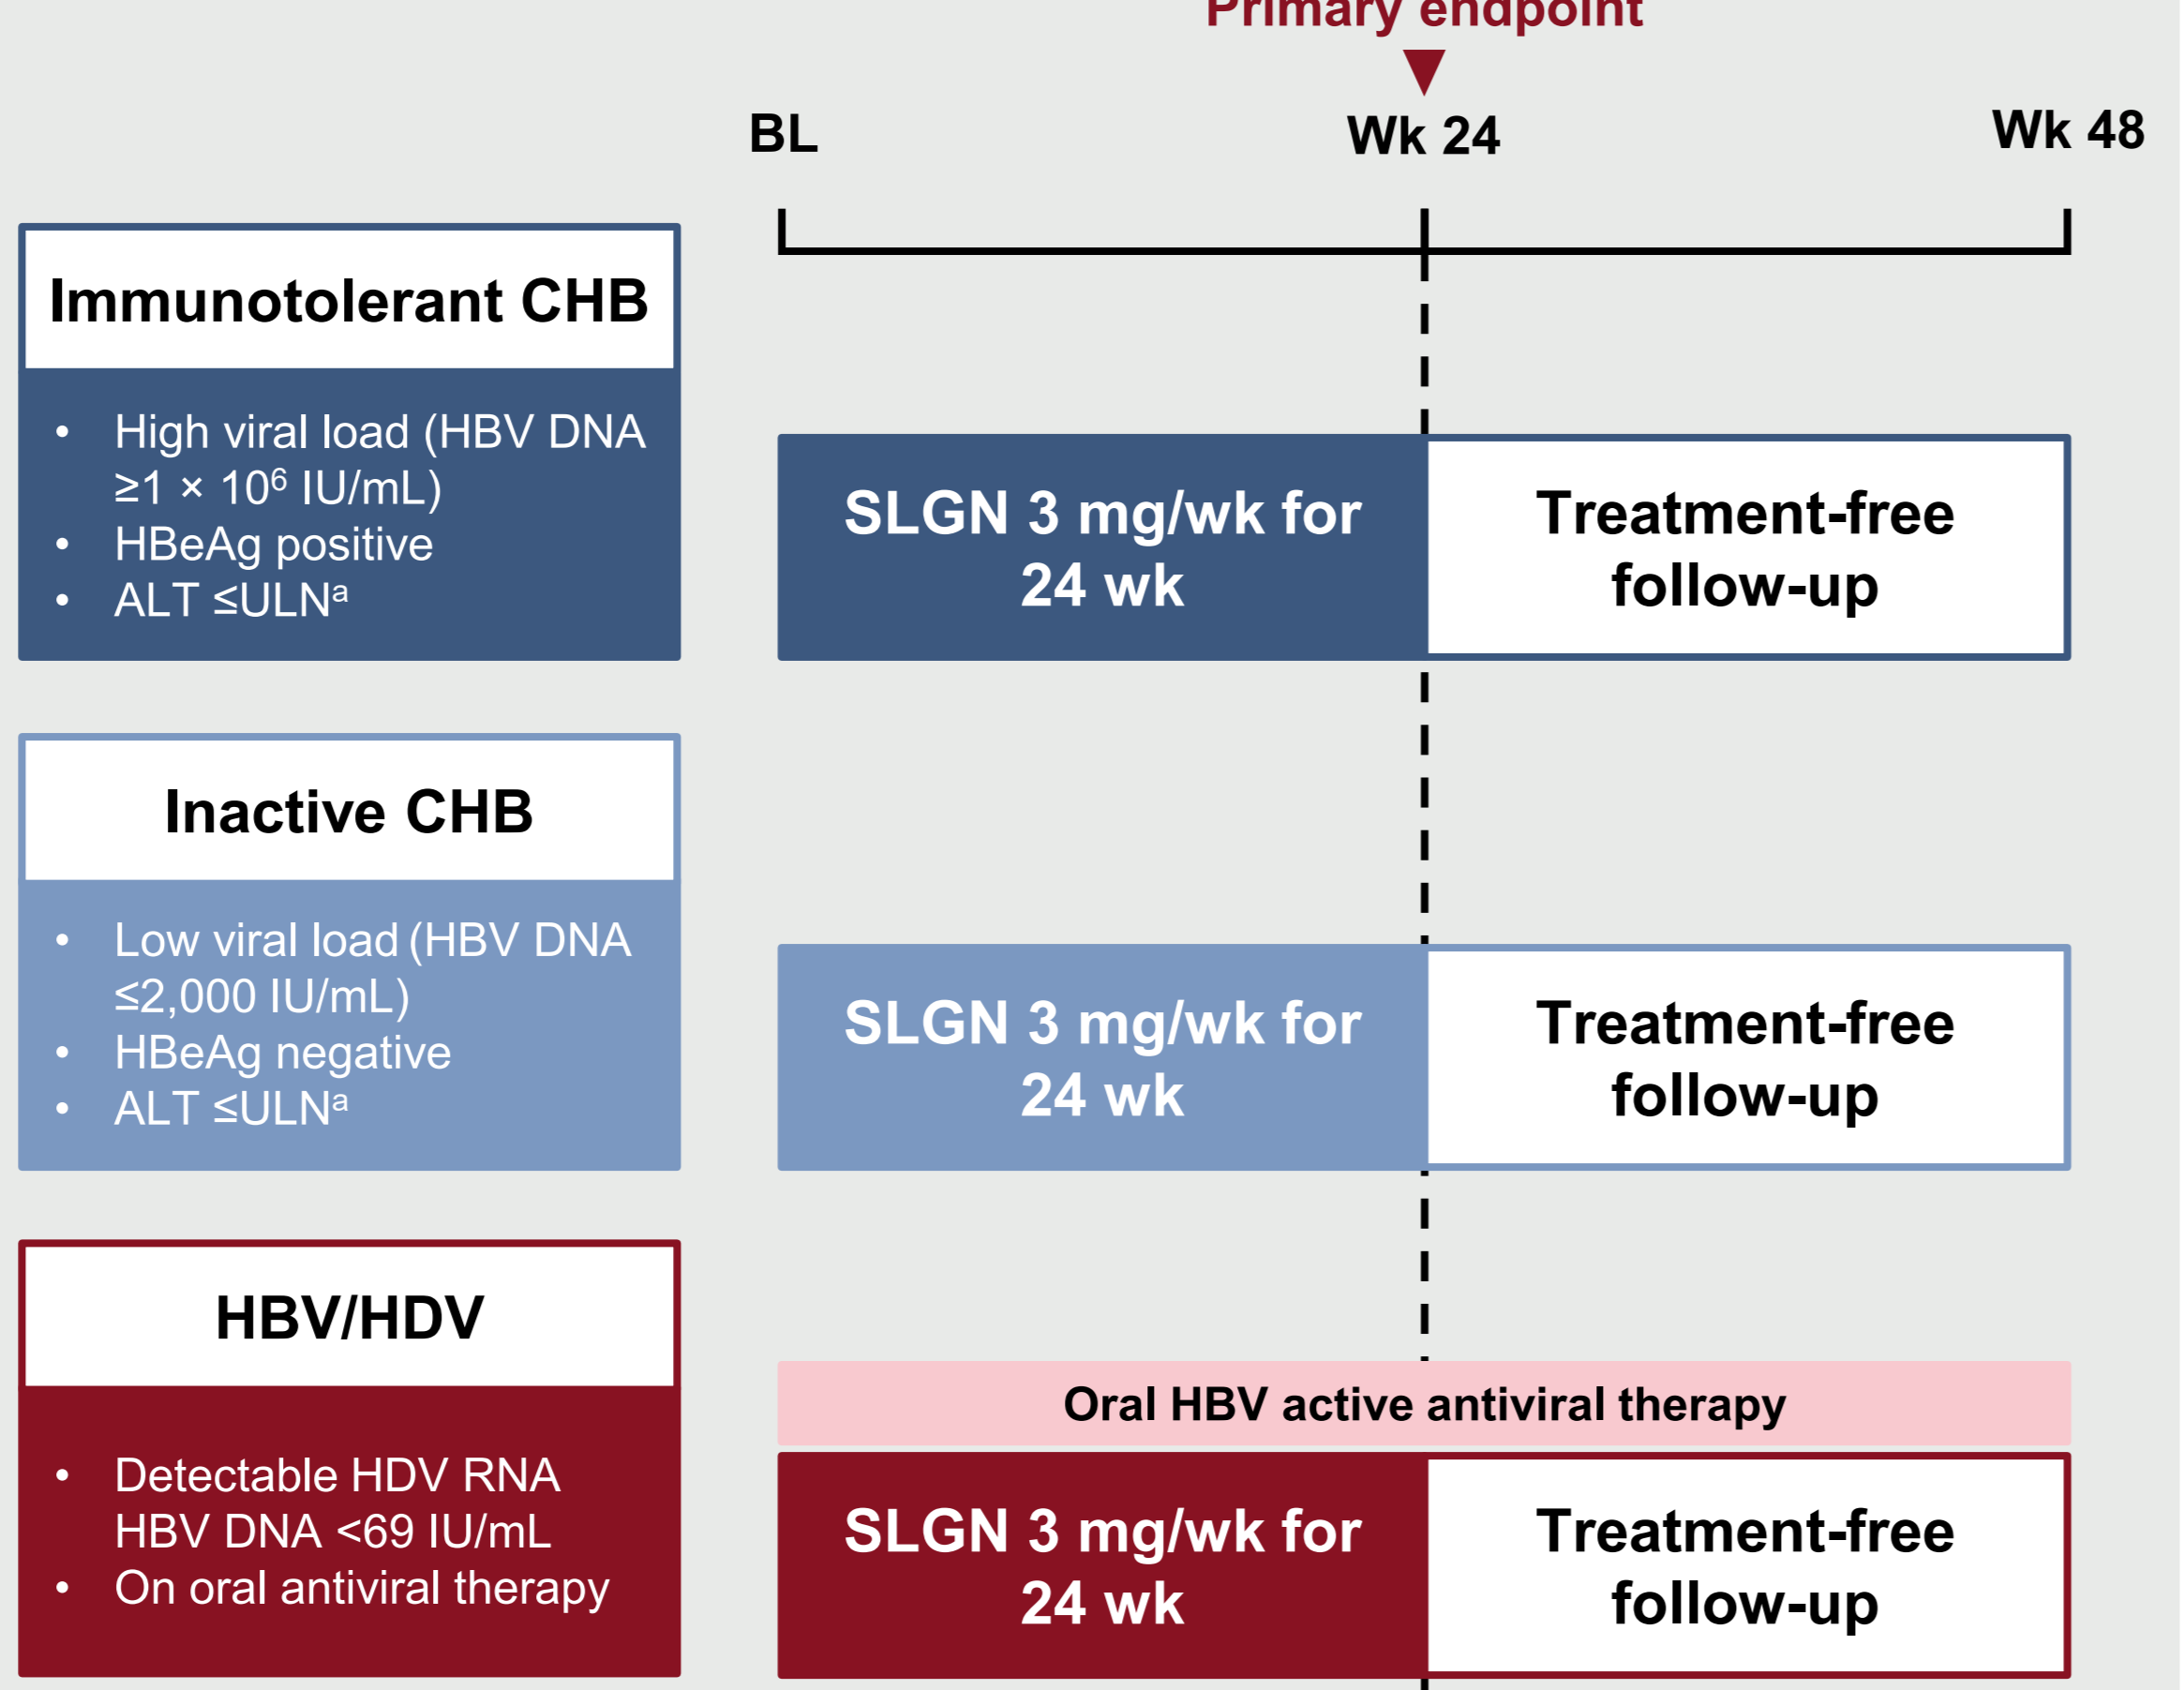 Primary endpoint
BL
Wk 24
Wk 48
Immunotolerant CHB
• High viral load (HBV DNA
≥1 × 10⁶ IU/mL)
• HBeAg positive
• ALT ≤ULNᵃ
SLGN 3 mg/wk for
24 wk
Treatment-free
follow-up
Inactive CHB
• Low viral load (HBV DNA
≤2,000 IU/mL)
• HBeAg negative
• ALT ≤ULNᵃ
SLGN 3 mg/wk for
24 wk
Treatment-free
follow-up
HBV/HDV
• Detectable HDV RNA
HBV DNA <69 IU/mL
• On oral antiviral therapy
Oral HBV active antiviral therapy
SLGN 3 mg/wk for
24 wk
Treatment-free
follow-up